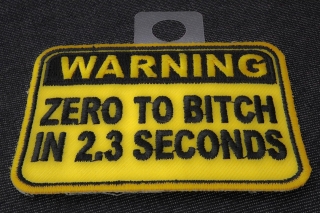 WARNING
ZERO TO BITCH
IN 2.3 SECONDS